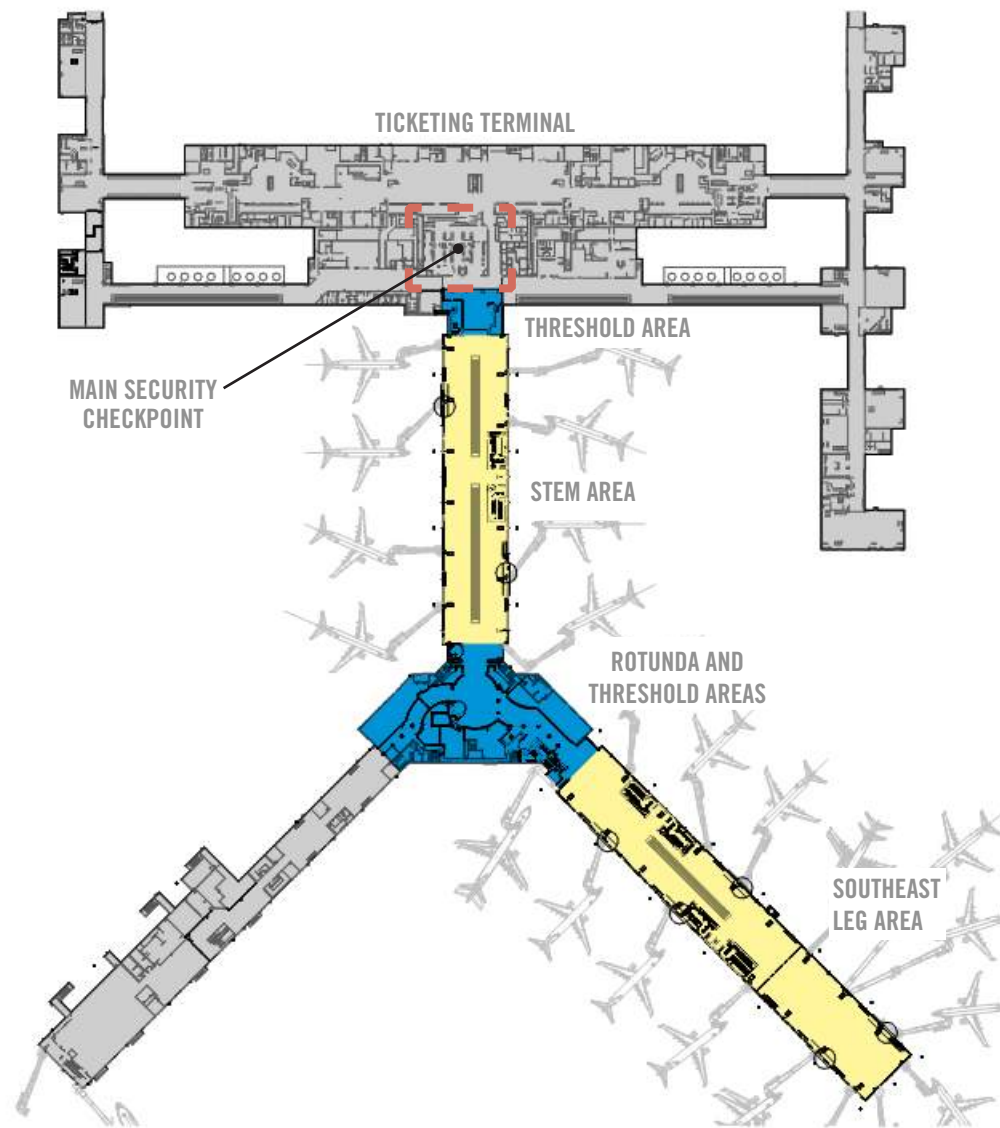 TICKETING TERMINAL
THRESHOLD AREA
MAIN SECURITY
CHECKPOINT
STEM AREA
ROTUNDA AND
THRESHOLD AREAS
SOUTHEAST
LEG AREA